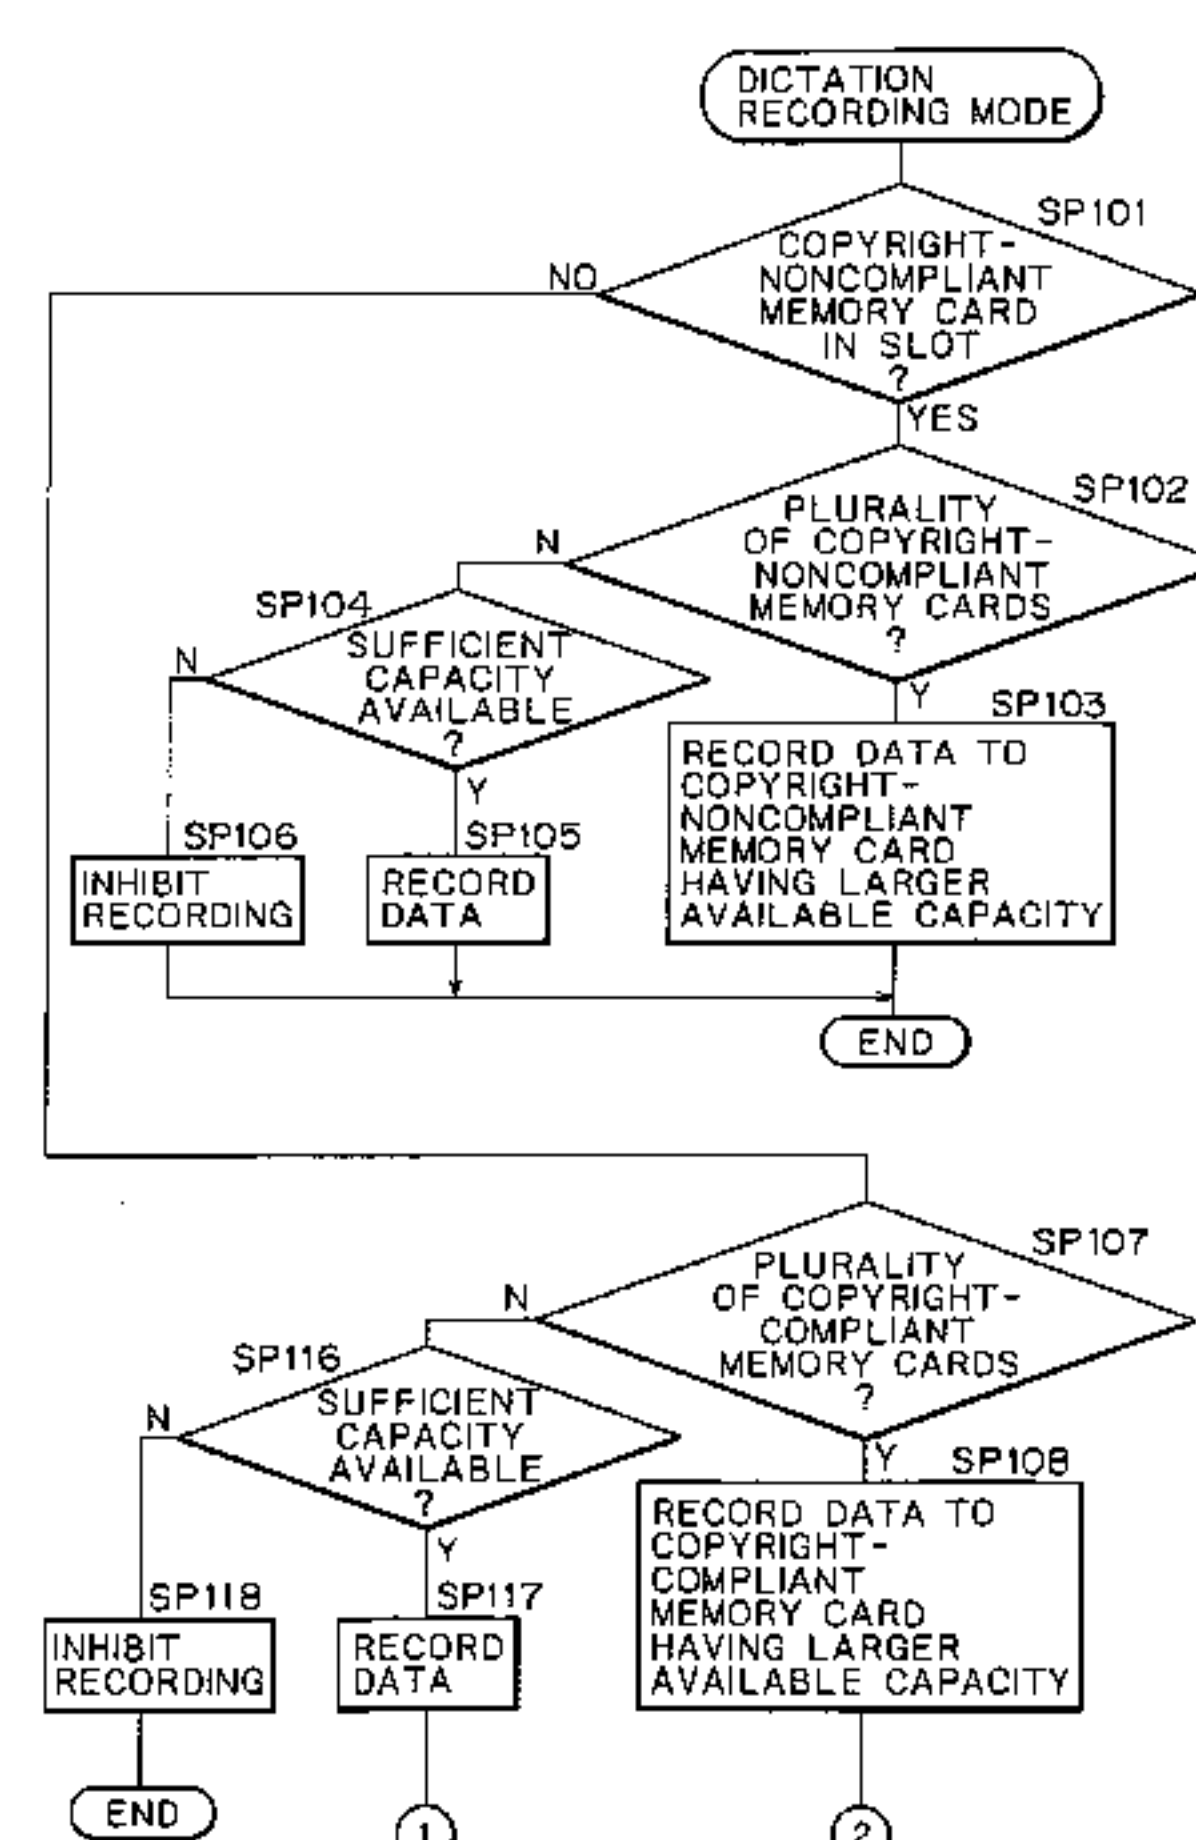 DICTATION
RECORDING MODE
SP101
COPYRIGHT-
NONCOMPLIANT
MEMORY CARD
IN SLOT
?
NO
YES
SP102
PLURALITY
OF COPYRIGHT-
NONCOMPLIANT
MEMORY CARDS
?
N
Y
SP104
SUFFICIENT
CAPACITY
AVAILABLE
?
N
Y
SP103
RECORD DATA TO
COPYRIGHT-
NONCOMPLIANT
MEMORY CARD
HAVING LARGER
AVAILABLE CAPACITY
SP106
INHIBIT
RECORDING
SP105
RECORD
DATA
END
SP107
PLURALITY
OF COPYRIGHT-
COMPLIANT
MEMORY CARDS
?
N
Y
SP116
SUFFICIENT
CAPACITY
AVAILABLE
?
N
Y
SP108
RECORD DATA TO
COPYRIGHT-
COMPLIANT
MEMORY CARD
HAVING LARGER
AVAILABLE CAPACITY
SP118
INHIBIT
RECORDING
SP117
RECORD
DATA
END
1
2